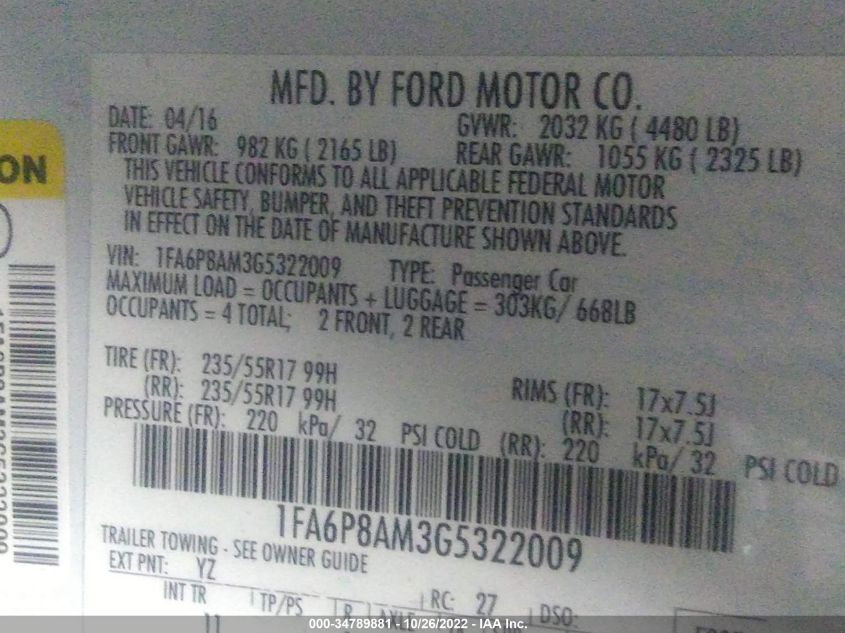 MFD. BY FORD MOTOR CO.
DATE: 04/16 GVWR: 2032 KG ( 4480 LB)
FRONT GAWR: 982 KG ( 2165 LB) REAR GAWR: 1055 KG ( 2325 LB)
THIS VEHICLE CONFORMS TO ALL APPLICABLE FEDERAL MOTOR
VEHICLE SAFETY, BUMPER, AND THEFT PREVENTION STANDARDS
IN EFFECT ON THE DATE OF MANUFACTURE SHOWN ABOVE.
VIN: 1FA6P8AM3G5322009 TYPE: Passenger Car
MAXIMUM LOAD = OCCUPANTS + LUGGAGE = 303KG/ 668LB
OCCUPANTS = 4 TOTAL; 2 FRONT, 2 REAR
TIRE (FR): 235/55R17 99H RIMS (FR): 17x7.5J
(RR): 235/55R17 99H (RR): 17x7.5J
PRESSURE (FR): 220 kPa/ 32 PSI COLD (RR): 220 kPa/ 32 PSI COLD
1FA6P8AM3G5322009
TRAILER TOWING - SEE OWNER GUIDE
EXT PNT: YZ RC: 27 DSO:
INT TR TP/PS R AXLE
11
ON
000-34789881 - 10/26/2022 - IAA Inc.